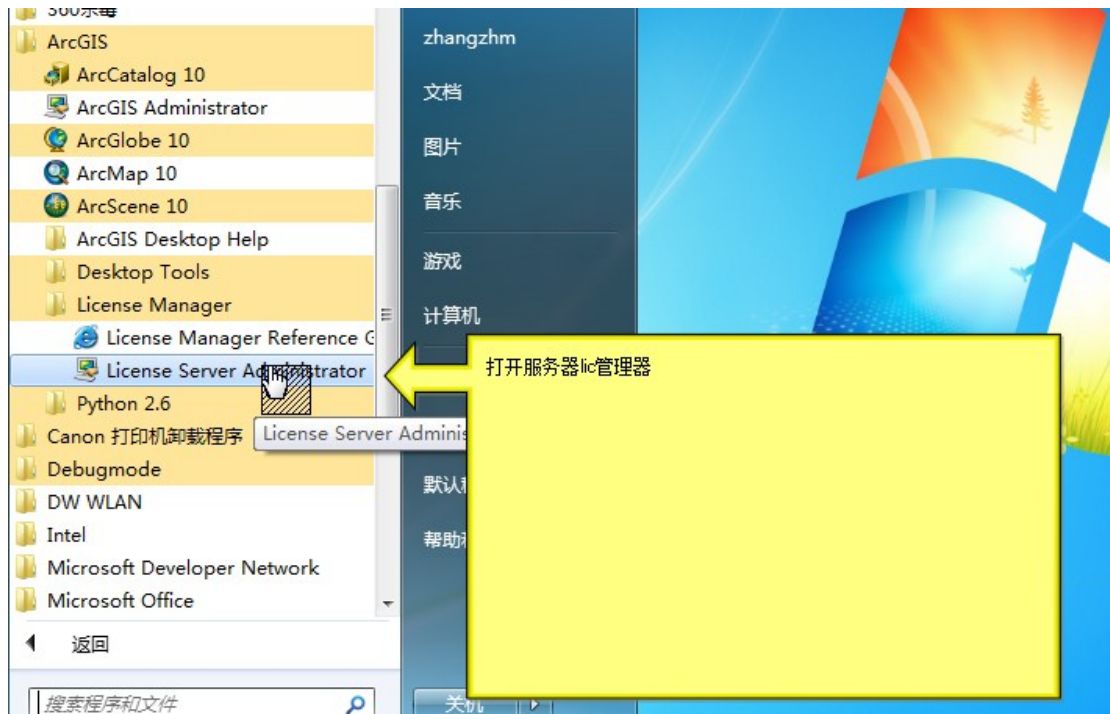 360杀毒
ArcGIS
ArcCatalog 10
ArcGIS Administrator
ArcGlobe 10
ArcMap 10
ArcScene 10
ArcGIS Desktop Help
Desktop Tools
License Manager
License Manager Reference G
License Server Administrator
Python 2.6
Canon 打印机卸载程序
Debugmode
DW WLAN
Intel
Microsoft Developer Network
Microsoft Office
返回
搜索程序和文件
zhangzhm
文档
图片
音乐
游戏
计算机
默认
帮助
关机
License Server Adminis
打开服务器lic管理器